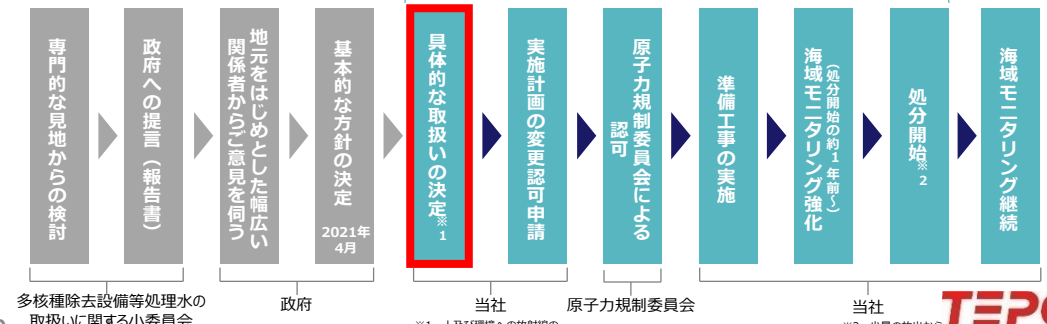 専門的な見地からの検討
政府への提言（報告書）
地元をはじめとした幅広い
関係者からご意見を伺う
基本的な方針の決定
2021年
4月
具体的な取扱いの決定※1
実施計画の変更認可申請
原子力規制委員会による
認可
準備工事の実施
（処分開始の約1年前～）
海域モニタリング強化
処分開始※2
海域モニタリング継続
多核種除去設備等処理水の
取扱いに関する小委員会
政府
当社
原子力規制委員会
当社
TEPC